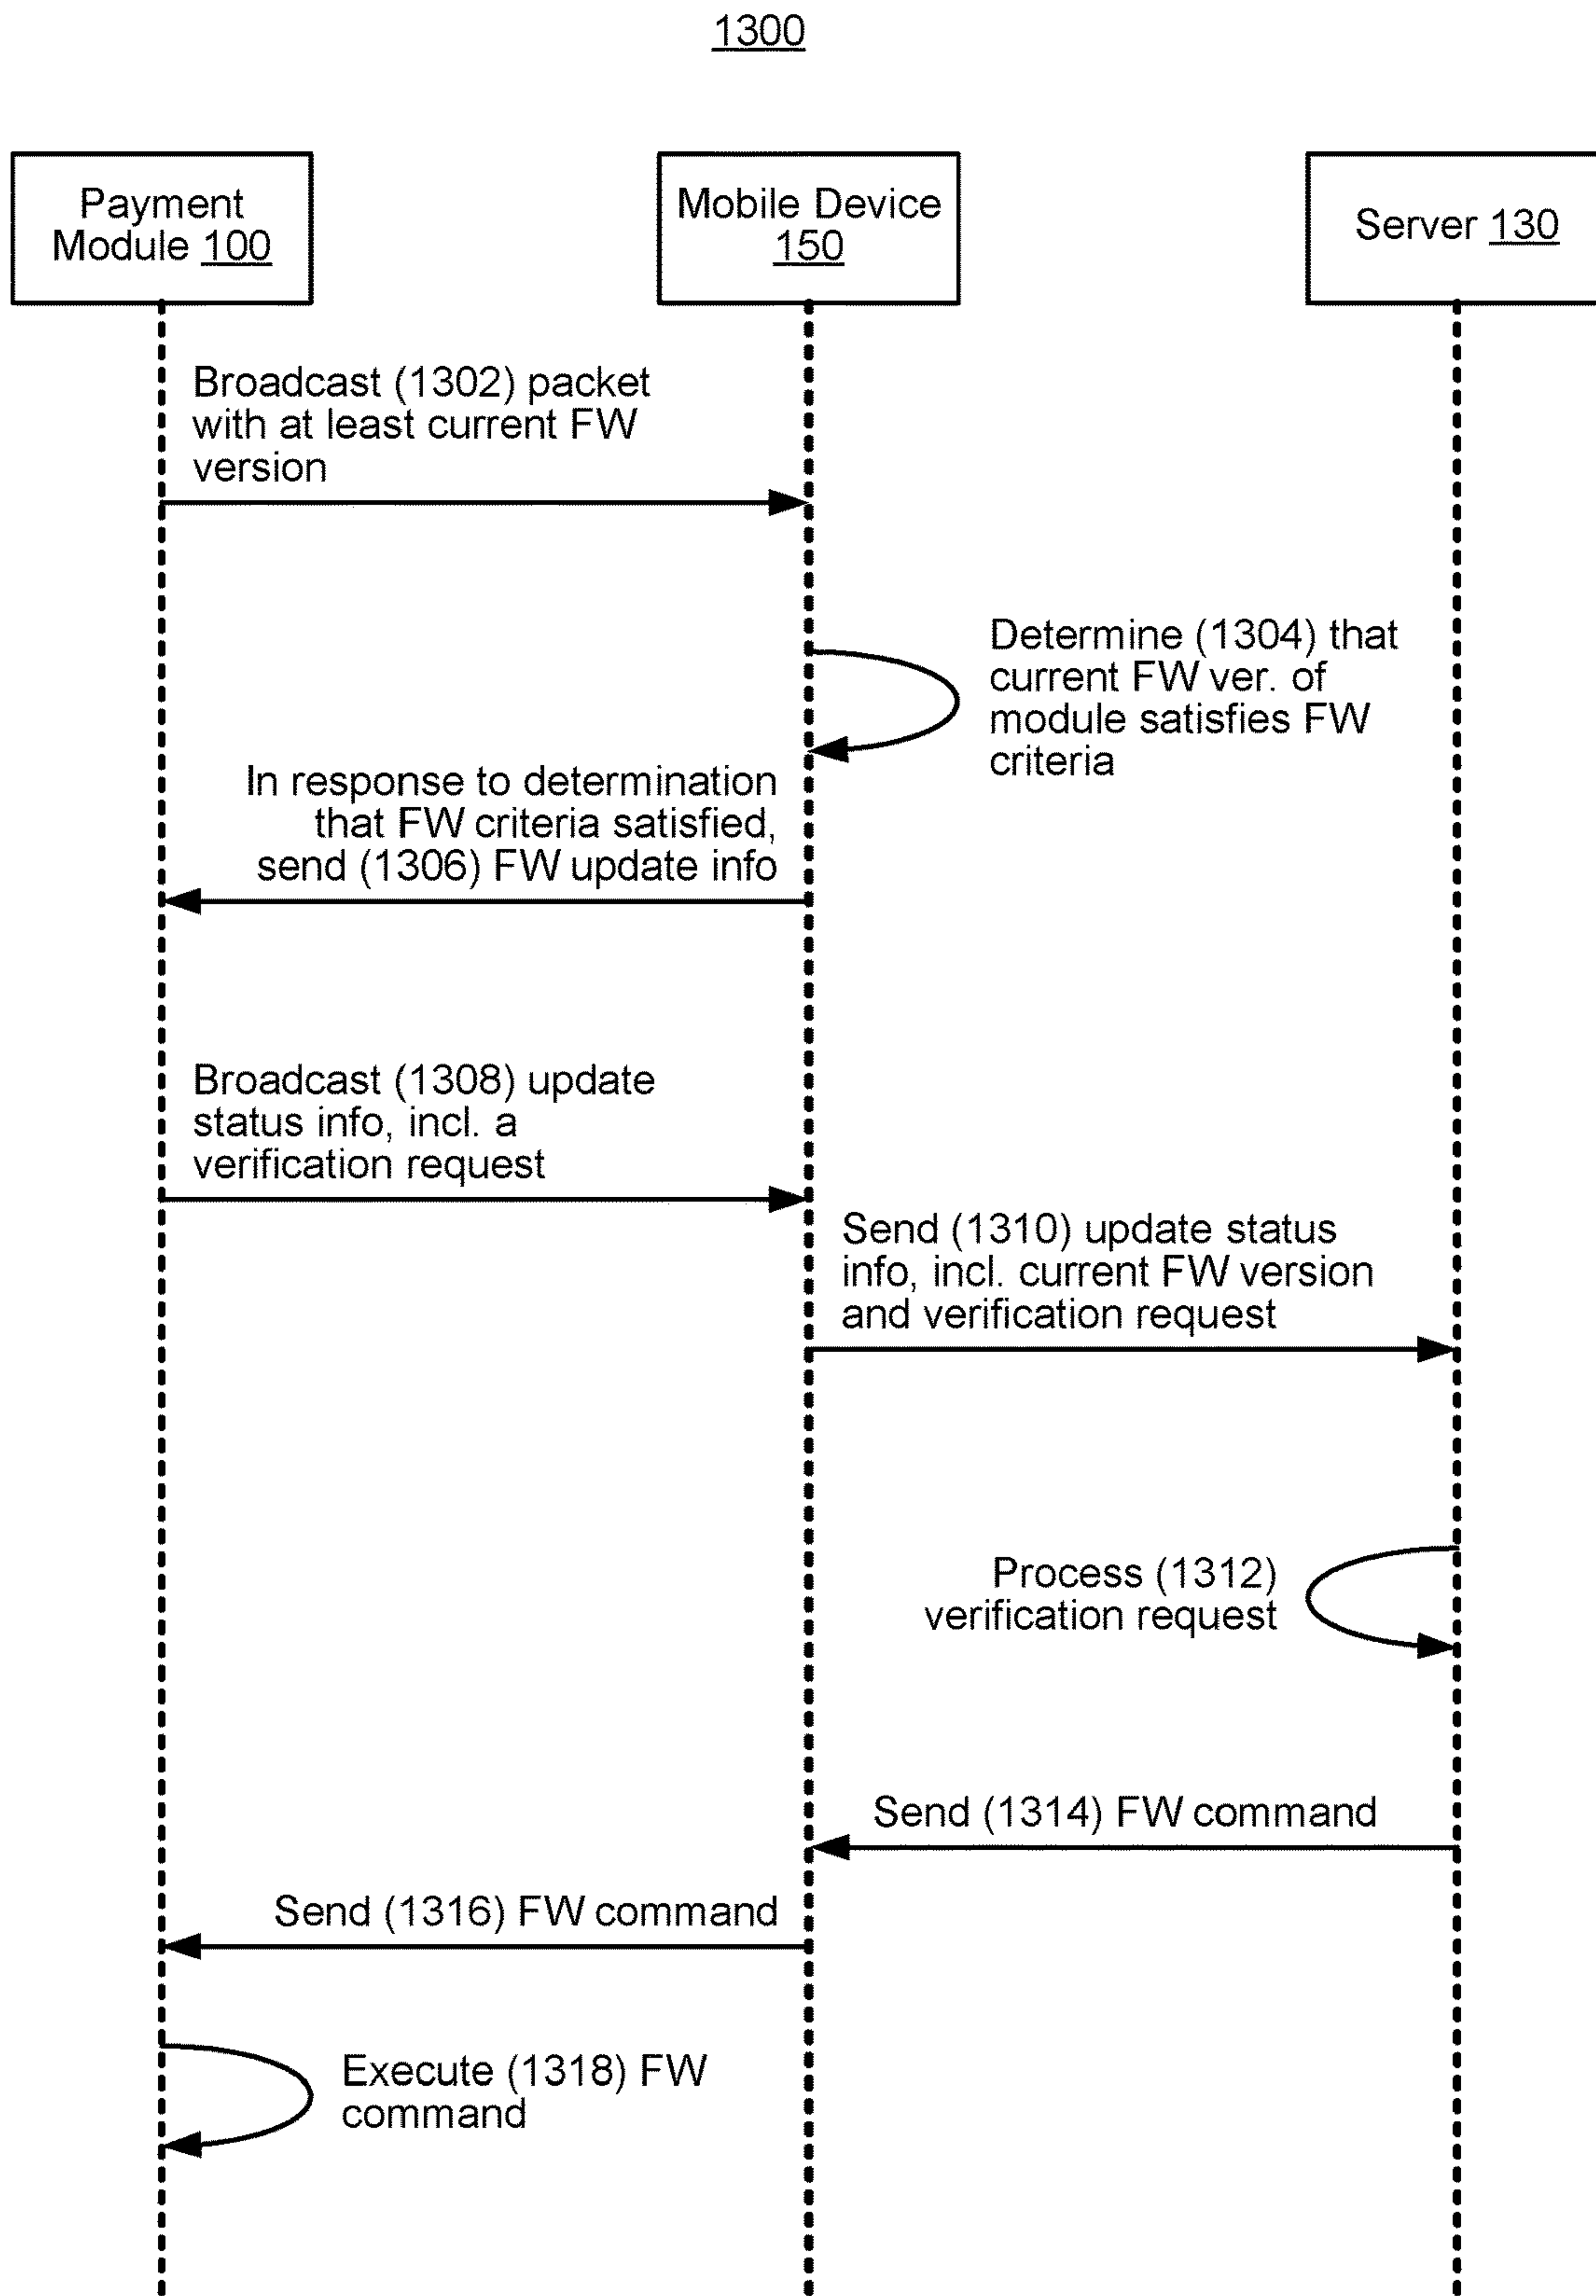 1300
Payment
Module 100
Mobile Device
150
Server 130
Broadcast (1302) packet
with at least current FW
version
Determine (1304) that
current FW ver. of
module satisfies FW
criteria
In response to determination
that FW criteria satisfied,
send (1306) FW update info
Broadcast (1308) update
status info, incl. a
verification request
Send (1310) update status
info, incl. current FW version
and verification request
Process (1312)
verification request
Send (1314) FW command
Send (1316) FW command
Execute (1318) FW
command